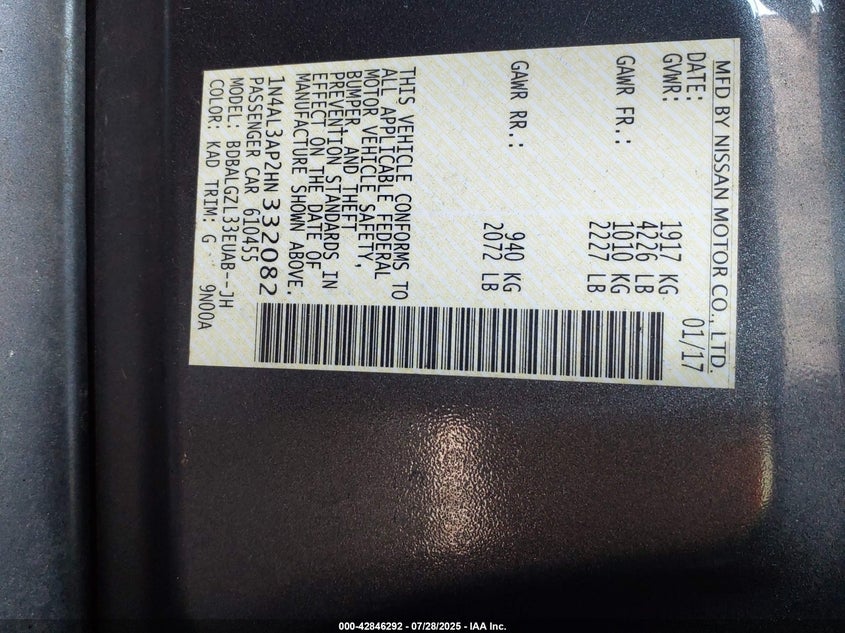 MFD BY NISSAN MOTOR CO., LTD.
DATE: 01/17
GVWR: 1917 KG
4226 LB
GAWR FR.: 1010 KG
2227 LB
GAWR RR.: 940 KG
2072 LB
THIS VEHICLE CONFORMS TO
ALL APPLICABLE FEDERAL
MOTOR VEHICLE SAFETY,
BUMPER, AND THEFT
PREVENTION STANDARDS IN
EFFECT ON THE DATE OF
MANUFACTURE SHOWN ABOVE.
1N4AL3AP2HN332082
PASSENGER CAR 610455
MODEL: BDBALGZL33EUAB--JH
COLOR: KAD TRIM: G 9N00A
000-42846292 - 07/28/2025 - IAA Inc.